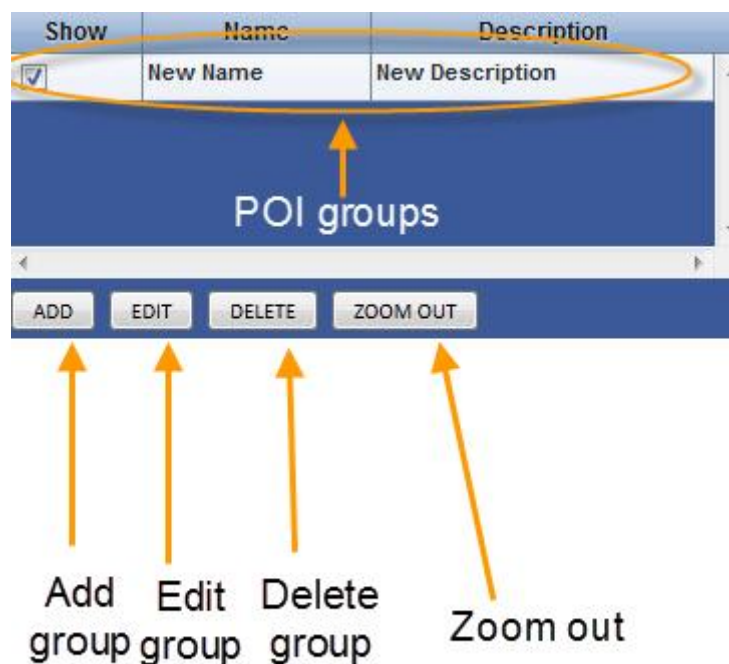 Show Name Description
New Name New Description
POI groups
ADD EDIT DELETE ZOOM OUT
Add group
Edit group
Delete group
Zoom out